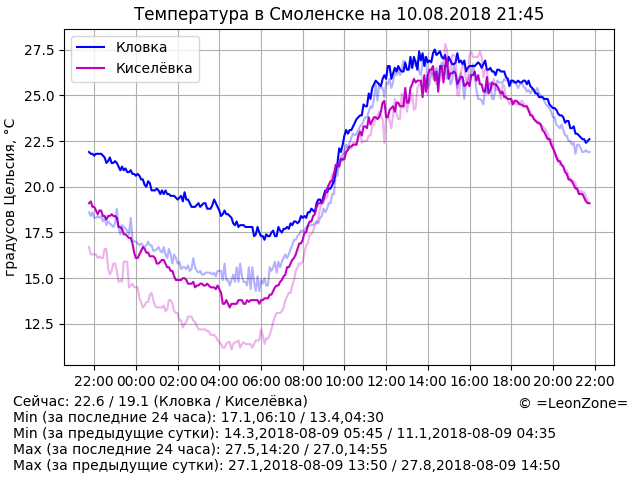 Температура в Смоленске на 10.08.2018 21:45
Кловка
Киселёвка
градусов Цельсия, °C
27.5
25.0
22.5
20.0
17.5
15.0
12.5
22:00 00:00 02:00 04:00 06:00 08:00 10:00 12:00 14:00 16:00 18:00 20:00 22:00
Сейчас: 22.6 / 19.1 (Кловка / Киселёвка)
© =LeonZone=
Min (за последние 24 часа): 17.1,06:10 / 13.4,04:30
Min (за предыдущие сутки): 14.3,2018-08-09 05:45 / 11.1,2018-08-09 04:35
Max (за последние 24 часа): 27.5,14:20 / 27.0,14:55
Max (за предыдущие сутки): 27.1,2018-08-09 13:50 / 27.8,2018-08-09 14:50